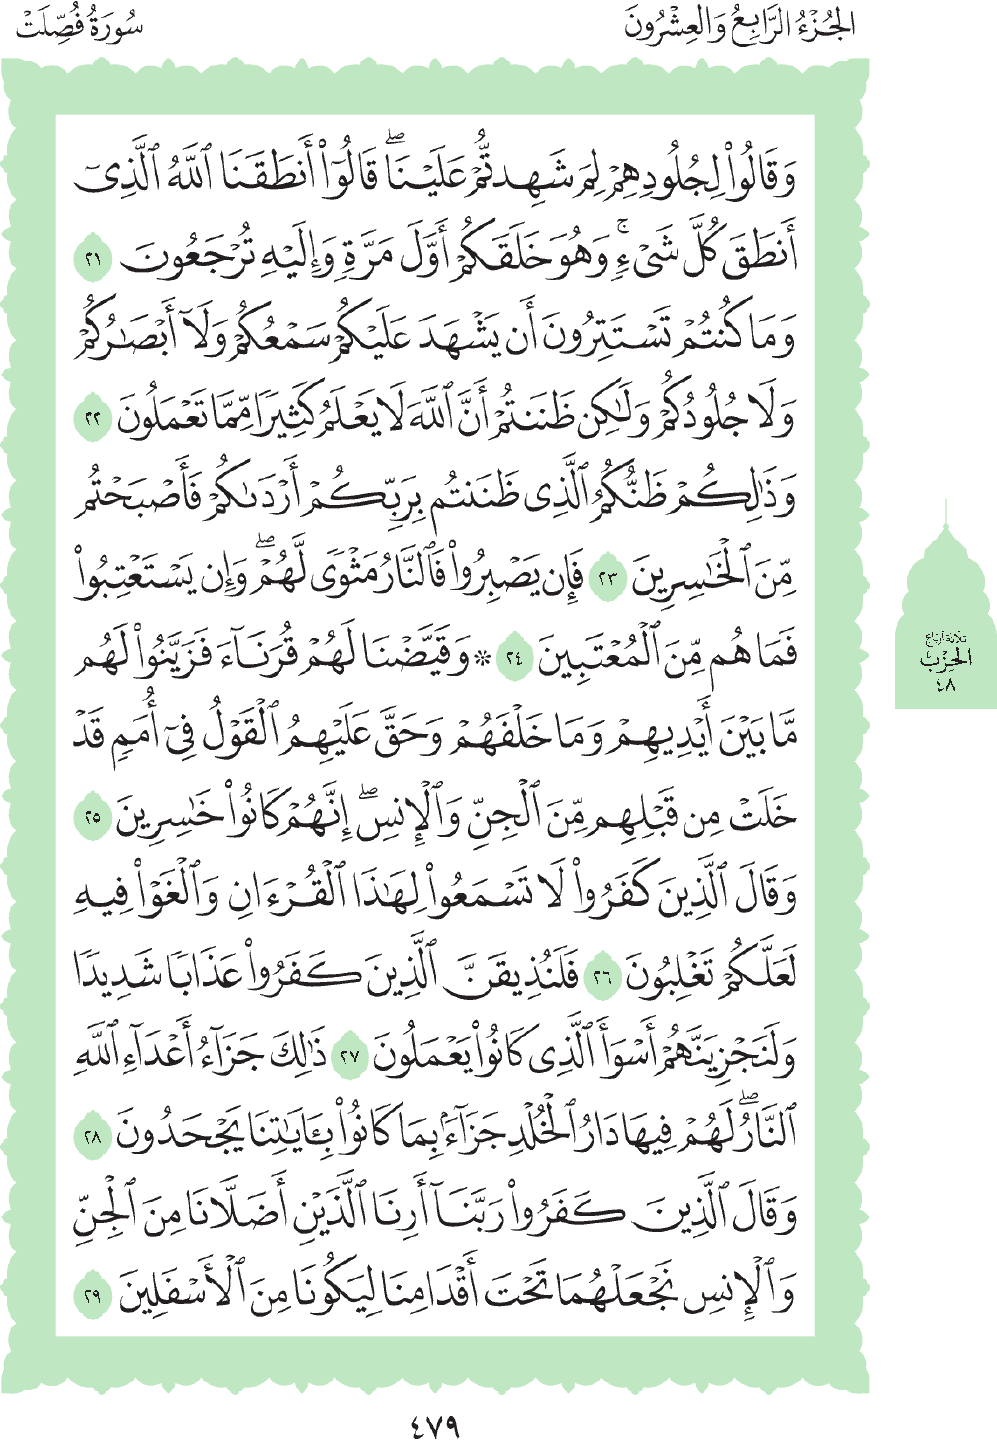 الجُزْءُ الرَّابِعُ وَالعِشْرُونَ
سُورَةُ فُصِّلَتْ
وَقَالُوا۟ لِجُلُودِهِمْ لِمَ شَهِدتُّمْ عَلَيْنَا ۖ قَالُوٓا۟ أَنطَقَنَا ٱللَّهُ ٱلَّذِىٓ
أَنطَقَ كُلَّ شَىْءٍ ۚ وَهُوَ خَلَقَكُمْ أَوَّلَ مَرَّةٍ وَإِلَيْهِ تُرْجَعُونَ ٢١
وَمَا كُنتُمْ تَسْتَتِرُونَ أَن يَشْهَدَ عَلَيْكُمْ سَمْعُكُمْ وَلَآ أَبْصَـٰرُكُمْ
وَلَا جُلُودُكُمْ وَلَـٰكِن ظَنَنتُمْ أَنَّ ٱللَّهَ لَا يَعْلَمُ كَثِيرًا مِّمَّا تَعْمَلُونَ ٢٢
وَذَٰلِكُمْ ظَنُّكُمُ ٱلَّذِى ظَنَنتُم بِرَبِّكُمْ أَرْدَىٰكُمْ فَأَصْبَحْتُم
مِّنَ ٱلْخَـٰسِرِينَ ٢٣ فَإِن يَصْبِرُوا۟ فَٱلنَّارُ مَثْوًى لَّهُمْ ۖ وَإِن يَسْتَعْتِبُوا۟
فَمَا هُم مِّنَ ٱلْمُعْتَبِينَ ٢٤ * وَقَيَّضْنَا لَهُمْ قُرَنَآءَ فَزَيَّنُوا۟ لَهُم
مَّا بَيْنَ أَيْدِيهِمْ وَمَا خَلْفَهُمْ وَحَقَّ عَلَيْهِمُ ٱلْقَوْلُ فِىٓ أُمَمٍ قَدْ
خَلَتْ مِن قَبْلِهِم مِّنَ ٱلْجِنِّ وَٱلْإِنسِ ۖ إِنَّهُمْ كَانُوا۟ خَـٰسِرِينَ ٢٥
وَقَالَ ٱلَّذِينَ كَفَرُوا۟ لَا تَسْمَعُوا۟ لِهَـٰذَا ٱلْقُرْءَانِ وَٱلْغَوْا۟ فِيهِ
لَعَلَّكُمْ تَغْلِبُونَ ٢٦ فَلَنُذِيقَنَّ ٱلَّذِينَ كَفَرُوا۟ عَذَابًا شَدِيدًا
وَلَنَجْزِيَنَّهُمْ أَسْوَأَ ٱلَّذِى كَانُوا۟ يَعْمَلُونَ ٢٧ ذَٰلِكَ جَزَآءُ أَعْدَآءِ ٱللَّهِ
ٱلنَّارُ ۖ لَهُمْ فِيهَا دَارُ ٱلْخُلْدِ جَزَآءًۢ بِمَا كَانُوا۟ بِـَٔايَـٰتِنَا يَجْحَدُونَ ٢٨
وَقَالَ ٱلَّذِينَ كَفَرُوا۟ رَبَّنَآ أَرِنَا ٱلَّذَيْنِ أَضَلَّانَا مِنَ ٱلْجِنِّ
وَٱلْإِنسِ نَجْعَلْهُمَا تَحْتَ أَقْدَامِنَا لِيَكُونَا مِنَ ٱلْأَسْفَلِينَ ٢٩
ثلاثة أرباع
الحِزْب
٤٨
٤٧٩